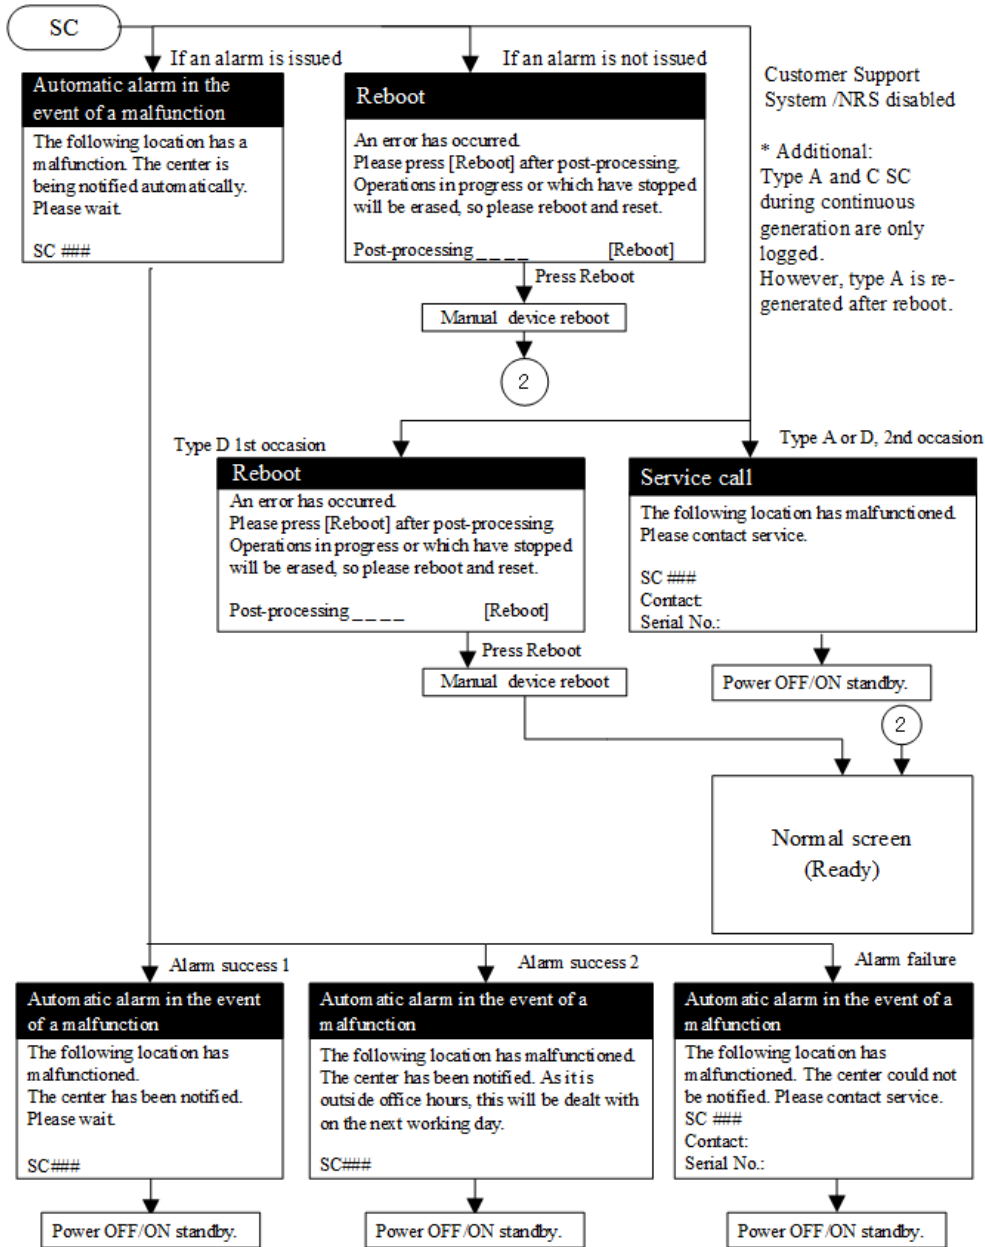 SC
If an alarm is issued
If an alarm is not issued
Automatic alarm in the
event of a malfunction
The following location has a
malfunction. The center is
being notified automatically.
Please wait.
SC ###
Reboot
An error has occurred.
Please press [Reboot] after post-processing.
Operations in progress or which have stopped
will be erased, so please reboot and reset.
Post-processing _ _ _ _ [Reboot]
Customer Support
System /NRS disabled
* Additional:
Type A and C SC
during continuous
generation are only
logged.
However, type A is re-
generated after reboot.
Press Reboot
Manual device reboot
2
Type D 1st occasion
Type A or D, 2nd occasion
Reboot
An error has occurred.
Please press [Reboot] after post-processing
Operations in progress or which have stopped
will be erased, so please reboot and reset.
Post-processing _ _ _ _ [Reboot]
Service call
The following location has malfunctioned.
Please contact service.
SC ###
Contact:
Serial No.:
Press Reboot
Manual device reboot
Power OFF/ON standby.
2
Normal screen
(Ready)
Alarm success 1
Alarm success 2
Alarm failure
Automatic alarm in the event
of a malfunction
The following location has
malfunctioned.
The center has been notified.
Please wait.
SC###
Automatic alarm in the event of a
malfunction
The following location has malfunctioned.
The center has been notified. As it is
outside office hours, this will be dealt with
on the next working day.
SC###
Automatic alarm in the event of a
malfunction
The following location has
malfunctioned. The center could not
be notified. Please contact service.
SC ###
Contact:
Serial No.:
Power OFF/ON standby.
Power OFF/ON standby.
Power OFF/ON standby.